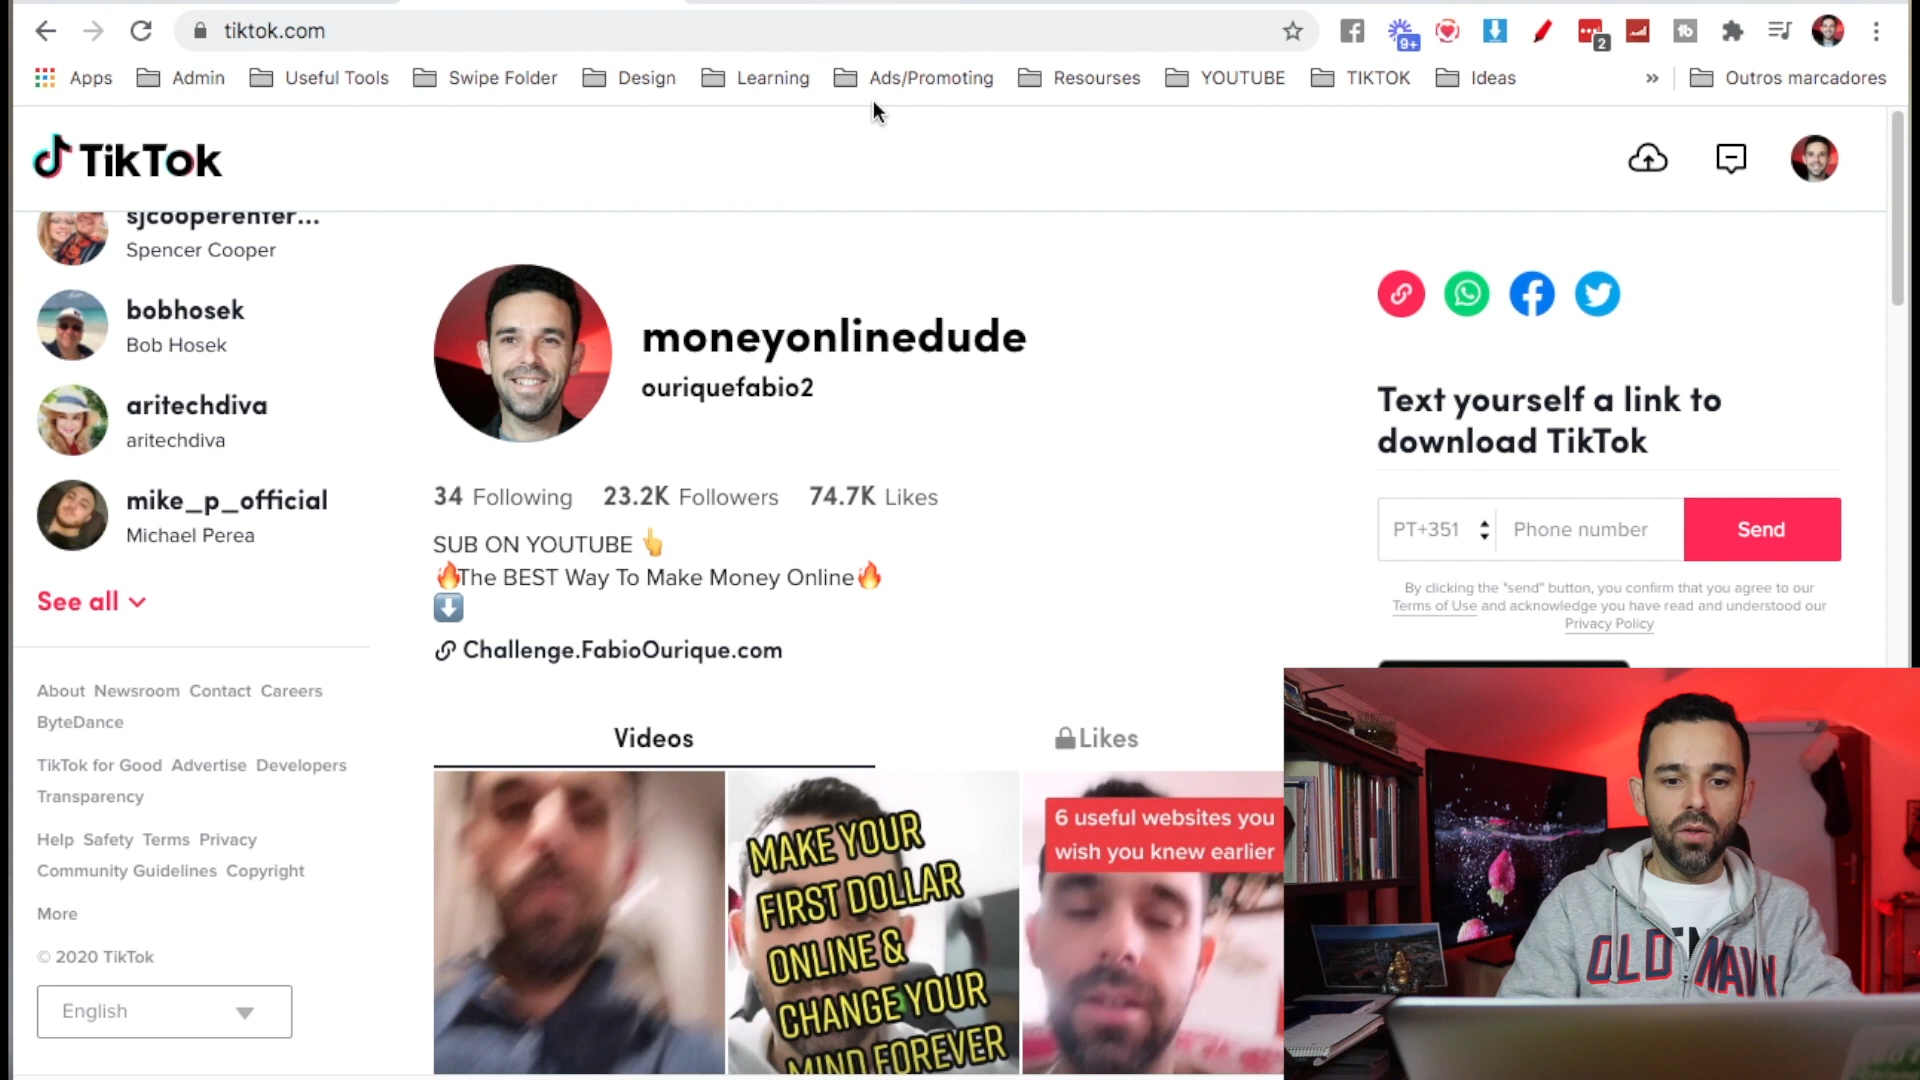 tiktok.com
9+
2
Apps
Admin
Useful Tools
Swipe Folder
Design
Learning
Ads/Promoting
Resourses
YOUTUBE
TIKTOK
Ideas
»
Outros marcadores
TikTok
sjcooperenter...
Spencer Cooper
bobhosek
Bob Hosek
aritechdiva
aritechdiva
mike_p_official
Michael Perea
See all
About Newsroom Contact Careers
ByteDance
TikTok for Good Advertise Developers
Transparency
Help Safety Terms Privacy
Community Guidelines Copyright
More
© 2020 TikTok
English
moneyonlinedude
ouriquefabio2
34 Following 23.2K Followers 74.7K Likes
SUB ON YOUTUBE 👆
🔥The BEST Way To Make Money Online🔥
⬇️
Challenge.FabioOurique.com
Videos
Likes
MAKE YOUR
FIRST DOLLAR
ONLINE &
CHANGE YOUR
MIND FOREVER
6 useful websites you
wish you knew earlier
Text yourself a link to
download TikTok
PT+351
Phone number
Send
By clicking the "send" button, you confirm that you agree to our
Terms of Use and acknowledge you have read and understood our
Privacy Policy
OLD NAVY